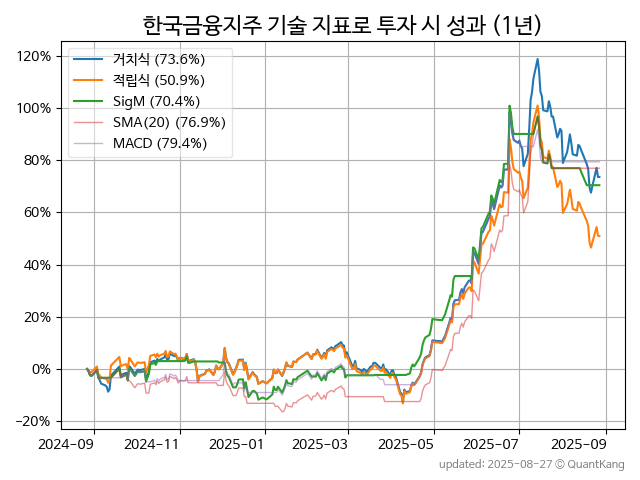 한국금융지주 기술 지표로 투자 시 성과 (1년)
거치식 (73.6%)
적립식 (50.9%)
SigM (70.4%)
SMA(20) (76.9%)
MACD (79.4%)
120%
100%
80%
60%
40%
20%
0%
−20%
2024-09 2024-11 2025-01 2025-03 2025-05 2025-07 2025-09
updated: 2025-08-27 © QuantKang